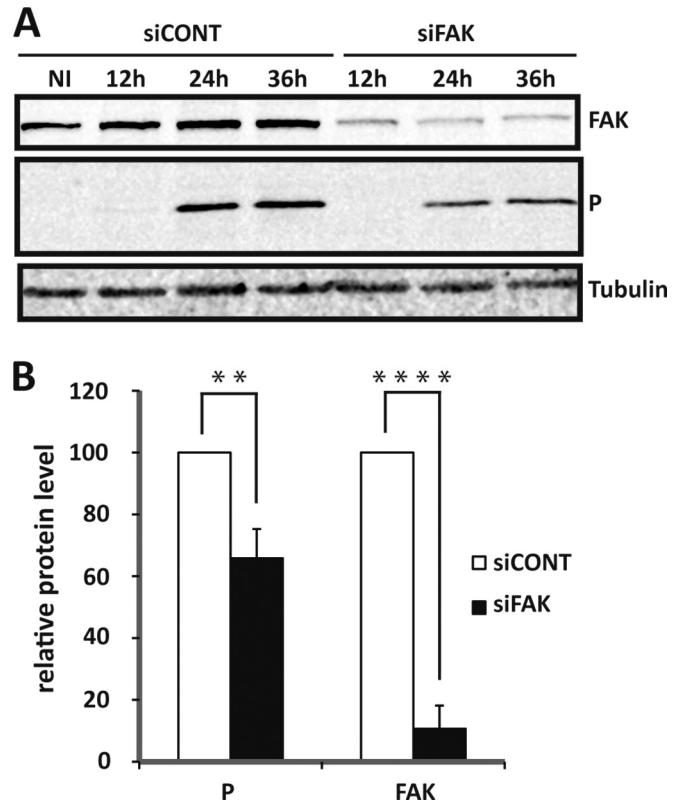 A
siCONT siFAK
NI 12h 24h 36h 12h 24h 36h
FAK
P
Tubulin
B
120
100
80
60
40
20
0
relative protein level
**
****
siCONT
siFAK
P FAK